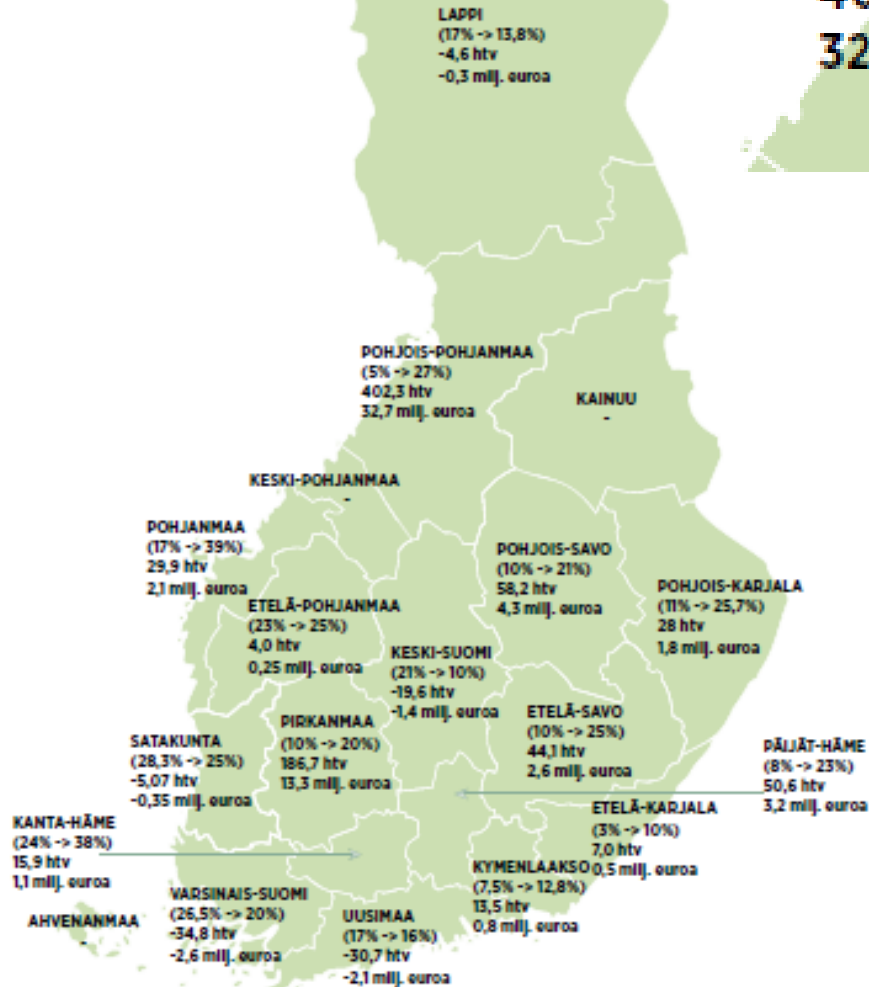 LAPPI
(17% -> 13,8%)
-4,6 htv
-0,3 milj. euroa
32
POHJOIS-POHJANMAA
(5% -> 27%)
402,3 htv
32,7 milj. euroa
KAINUU
-
KESKI-POHJANMAA
-
POHJANMAA
(17% -> 39%)
29,9 htv
2,1 milj. euroa
POHJOIS-SAVO
(10% -> 21%)
58,2 htv
4,3 milj. euroa
POHJOIS-KARJALA
(11% -> 25,7%)
28 htv
1,8 milj. euroa
ETELÄ-POHJANMAA
(23% -> 25%)
4,0 htv
0,25 milj. euroa
KESKI-SUOMI
(21% -> 10%)
-19,6 htv
-1,4 milj. euroa
ETELÄ-SAVO
(10% -> 25%)
44,1 htv
2,6 milj. euroa
PIRKANMAA
(10% -> 20%)
186,7 htv
13,3 milj. euroa
SATAKUNTA
(28,3% -> 25%)
-5,07 htv
-0,35 milj. euroa
PÄIJÄT-HÄME
(8% -> 23%)
50,6 htv
3,2 milj. euroa
ETELÄ-KARJALA
(3% -> 10%)
7,0 htv
0,5 milj. euroa
KANTA-HÄME
(24% -> 38%)
15,9 htv
1,1 milj. euroa
KYMENLAAKSO
(7,5% -> 12,8%)
13,5 htv
0,8 milj. euroa
VARSINAIS-SUOMI
(26,5% -> 20%)
-34,8 htv
-2,6 milj. euroa
AHVENANMAA
-
UUSIMAA
(17% -> 16%)
-30,7 htv
-2,1 milj. euroa